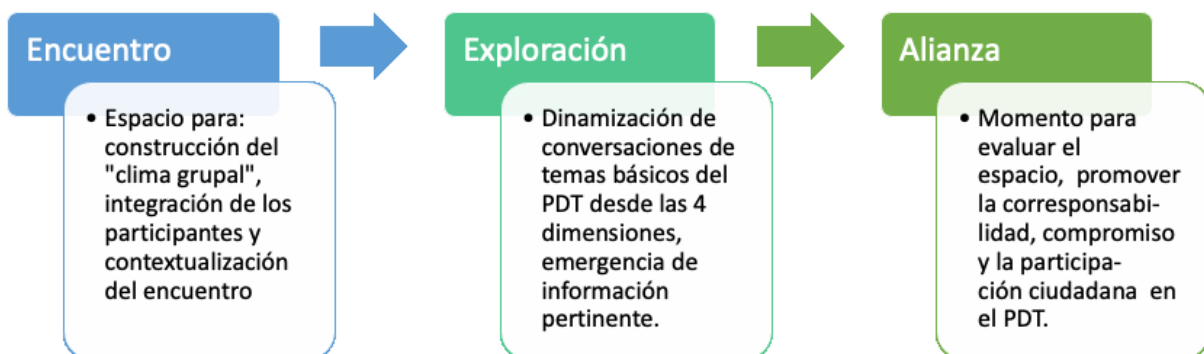 Encuentro
• Espacio para:
construcción del
"clima grupal",
integración de los
participantes y
contextualización
del encuentro
Exploración
• Dinamización de
conversaciones de
temas básicos del
PDT desde las 4
dimensiones,
emergencia de
información
pertinente.
Alianza
• Momento para
evaluar el
espacio, promover
la corresponsabi-
lidad, compromiso
y la participa-
ción ciudadana en
el PDT.